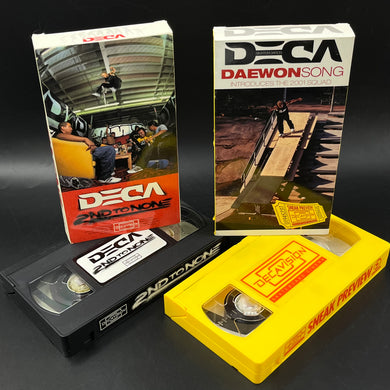 DECA
2ND TO NONE
DECA
DAEWON SONG
INTRODUCES THE 2001 SQUAD
SNEAK PREVIEW
DECA
2ND TO NONE
2ND TO NONE
DECAVISION
SNEAK PREVIEW